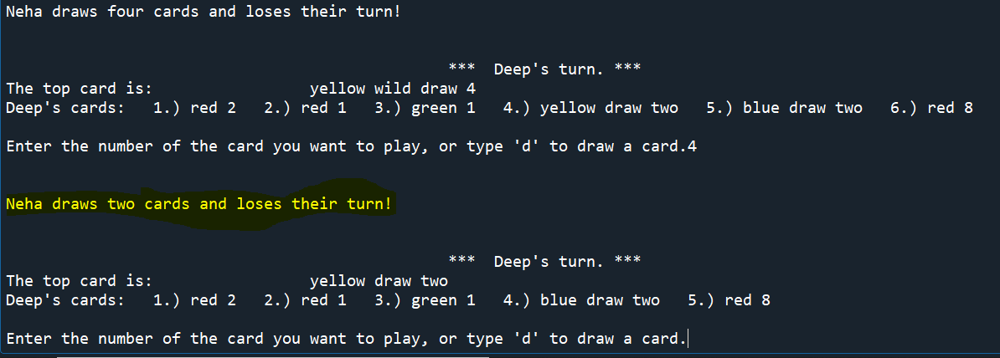 Neha draws four cards and loses their turn!
*** Deep's turn. ***
The top card is: yellow wild draw 4
Deep's cards: 1.) red 2 2.) red 1 3.) green 1 4.) yellow draw two 5.) blue draw two 6.) red 8
Enter the number of the card you want to play, or type 'd' to draw a card.4
Neha draws two cards and loses their turn!
*** Deep's turn. ***
The top card is: yellow draw two
Deep's cards: 1.) red 2 2.) red 1 3.) green 1 4.) blue draw two 5.) red 8
Enter the number of the card you want to play, or type 'd' to draw a card.